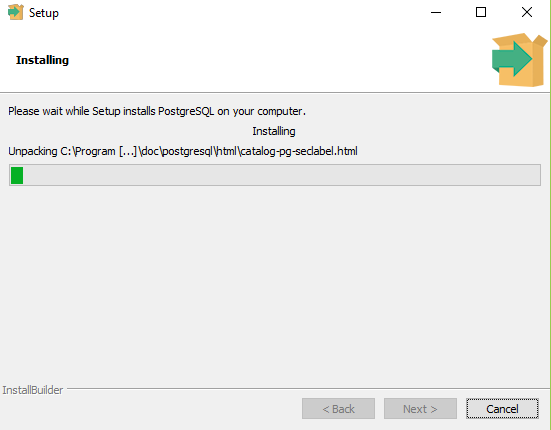 Setup
Installing
Please wait while Setup installs PostgreSQL on your computer.
Installing
Unpacking C:\Program [...]\doc\postgresql\html\catalog-pg-seclabel.html
InstallBuilder
< Back
Next >
Cancel